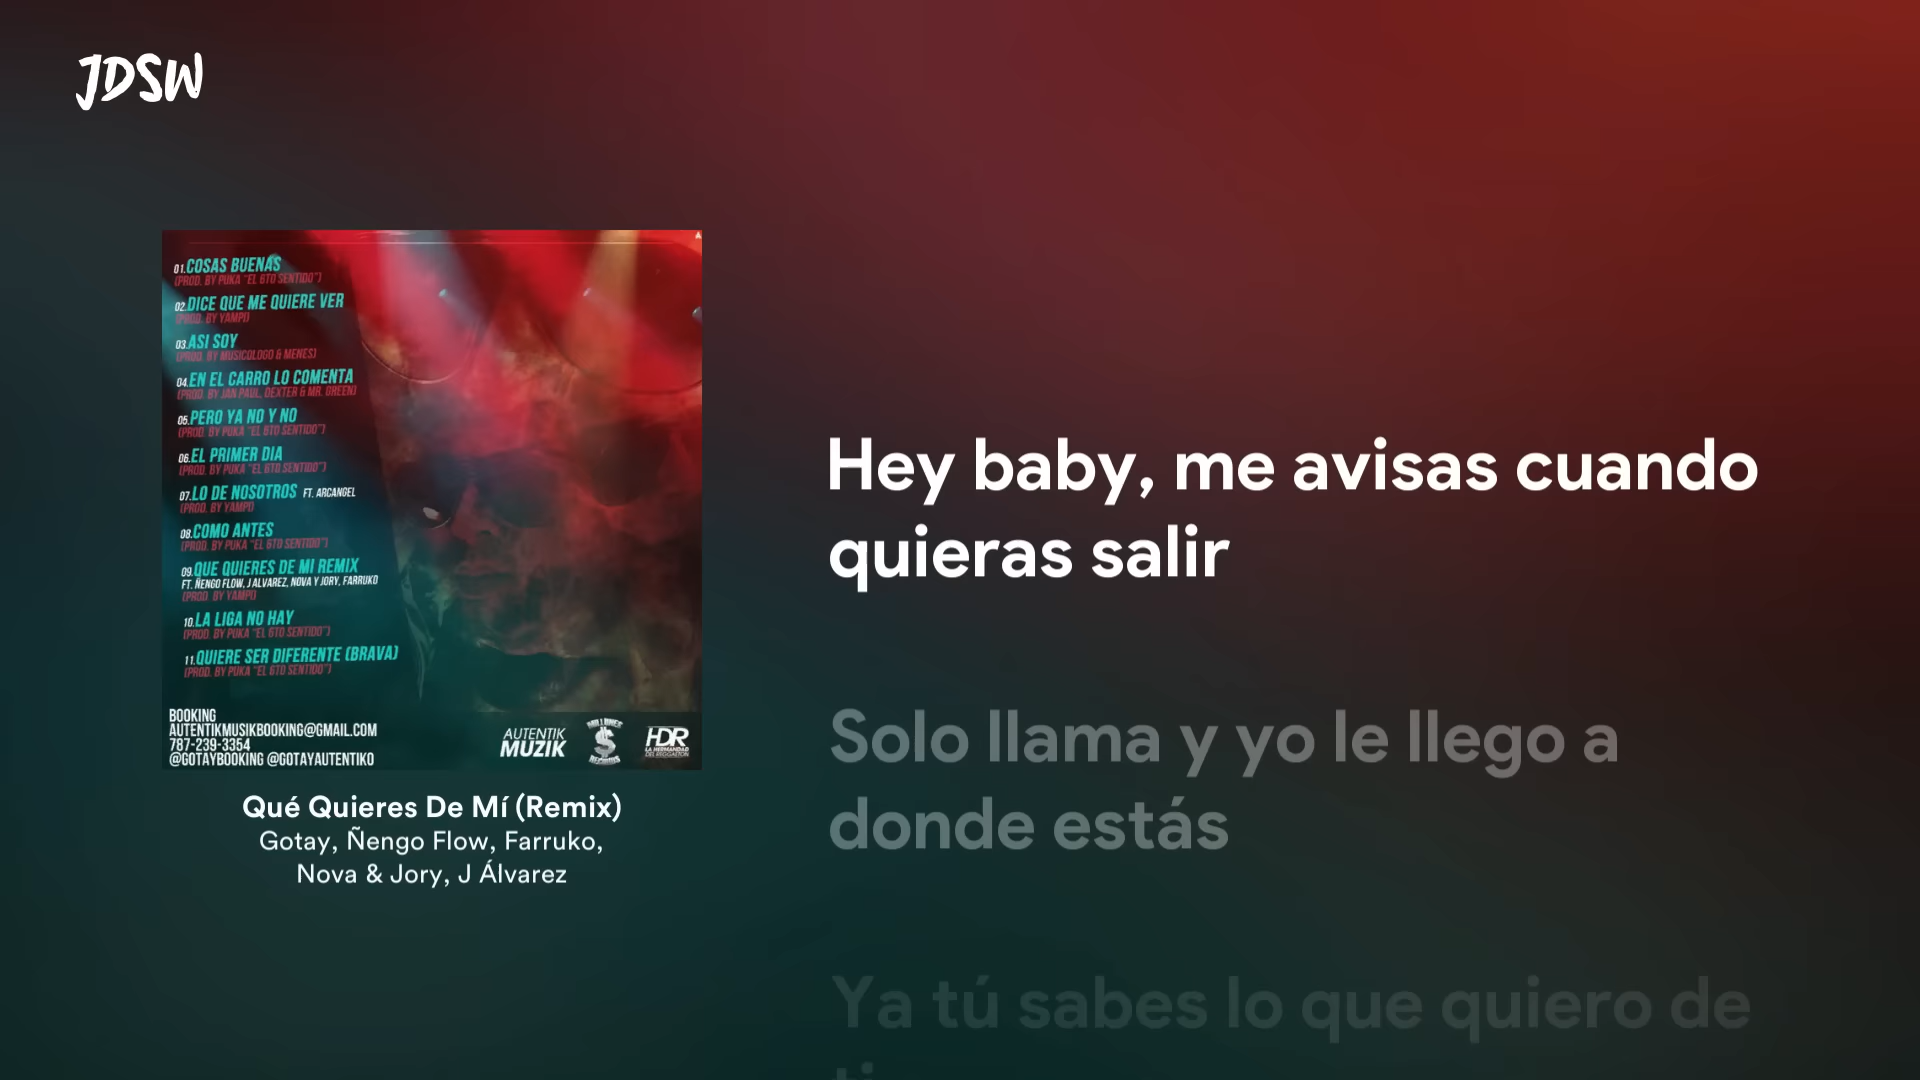 JDSW
01.COSAS BUENAS
(PROD. BY PUKA "EL 6TO SENTIDO")
02.DICE QUE ME QUIERE VER
(PROD. BY YAMPI)
03.ASI SOY
(PROD. BY MUSICOLOGO & MENES)
04.EN EL CARRO LO COMENTA
(PROD. BY JAN PAUL, DEXTER & MR. GREEN)
05.PERO YA NO Y NO
(PROD. BY PUKA "EL 6TO SENTIDO")
06.EL PRIMER DIA
(PROD. BY PUKA "EL 6TO SENTIDO")
07.LO DE NOSOTROS FT. ARCANGEL
(PROD. BY YAMPI)
08.COMO ANTES
(PROD. BY PUKA "EL 6TO SENTIDO")
09.QUE QUIERES DE MI REMIX
FT. ÑENGO FLOW, J ALVAREZ, NOVA Y JORY, FARRUKO
(PROD. BY YAMPI)
10.LA LIGA NO HAY
(PROD. BY PUKA "EL 6TO SENTIDO")
11.QUIERE SER DIFERENTE (BRAVA)
(PROD. BY PUKA "EL 6TO SENTIDO")
BOOKING
AUTENTIKMUSIKBOOKING@GMAIL.COM
787-239-3354
@GOTAYBOOKING @GOTAYAUTENTIKO
AUTENTIK
MUZIK
MILLONES
$
RECORDS
HDR
LA HERMANDAD
DEL REGGAETON
Qué Quieres De Mí (Remix)
Gotay, Ñengo Flow, Farruko,
Nova & Jory, J Álvarez
Hey baby, me avisas cuando
quieras salir
Solo llama y yo le llego a
donde estás
Ya tú sabes lo que quiero de